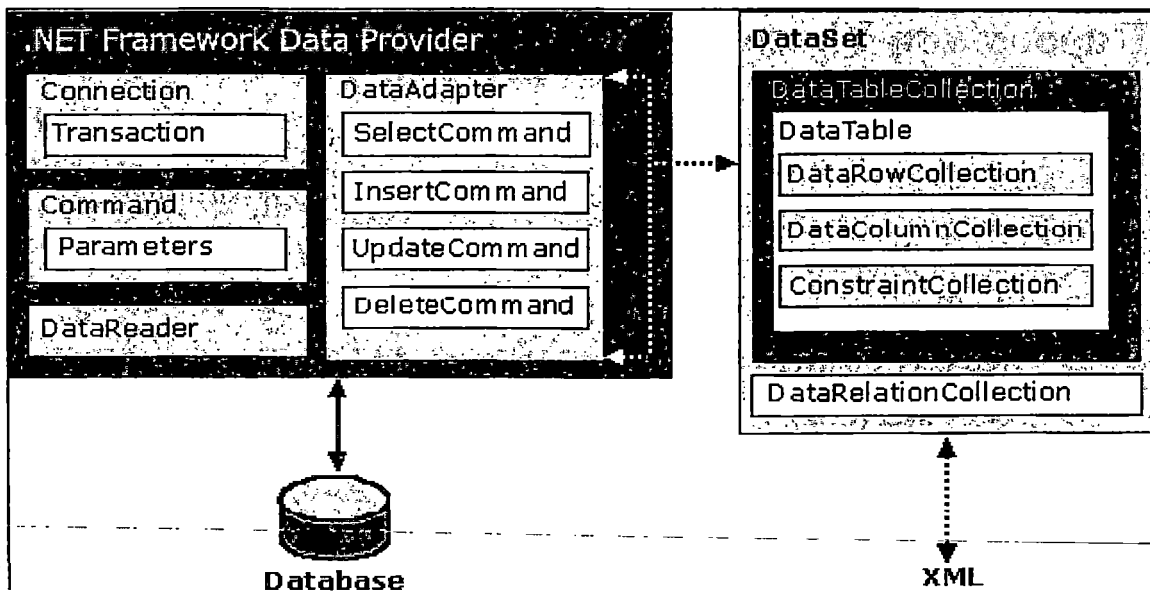 .NET Framework Data Provider
Connection
Transaction
Command
Parameters
DataReader
DataAdapter
SelectCommand
InsertCommand
UpdateCommand
DeleteCommand
DataSet
DataTableCollection
DataTable
DataRowCollection
DataColumnCollection
ConstraintCollection
DataRelationCollection
Database
XML